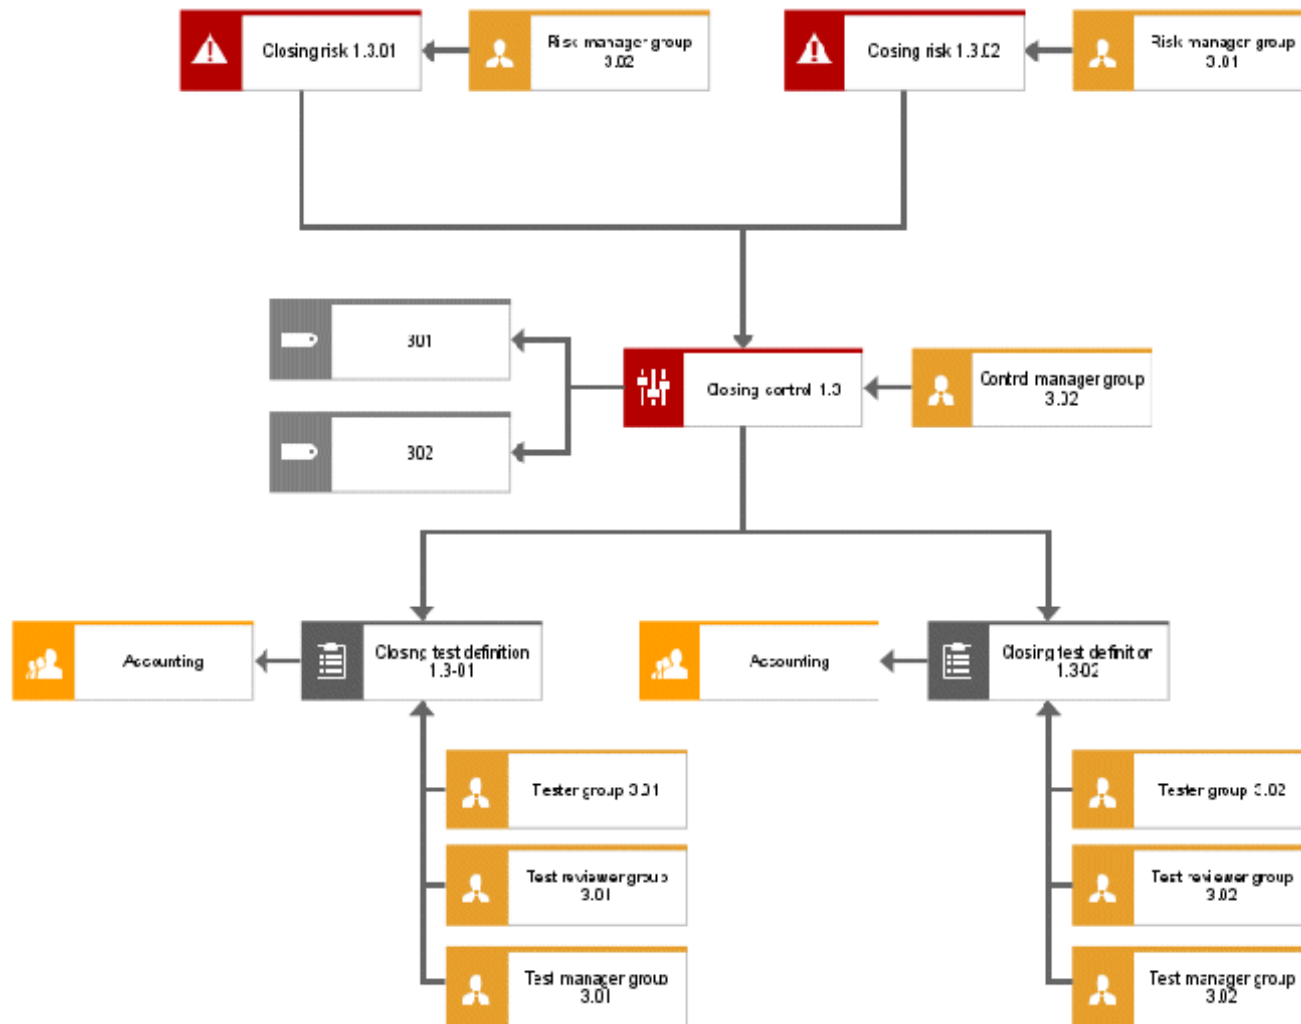 Closing risk 1.3.01
Risk manager group
3.02
Closing risk 1.3.02
Risk manager group
3.01
301
302
Closing control 1.3
Control manager group
3.02
Accounting
Closing test definition
1.3-01
Accounting
Closing test definition
1.3-02
Tester group 3.01
Test reviewer group
3.01
Test manager group
3.01
Tester group 3.02
Test reviewer group
3.02
Test manager group
3.02